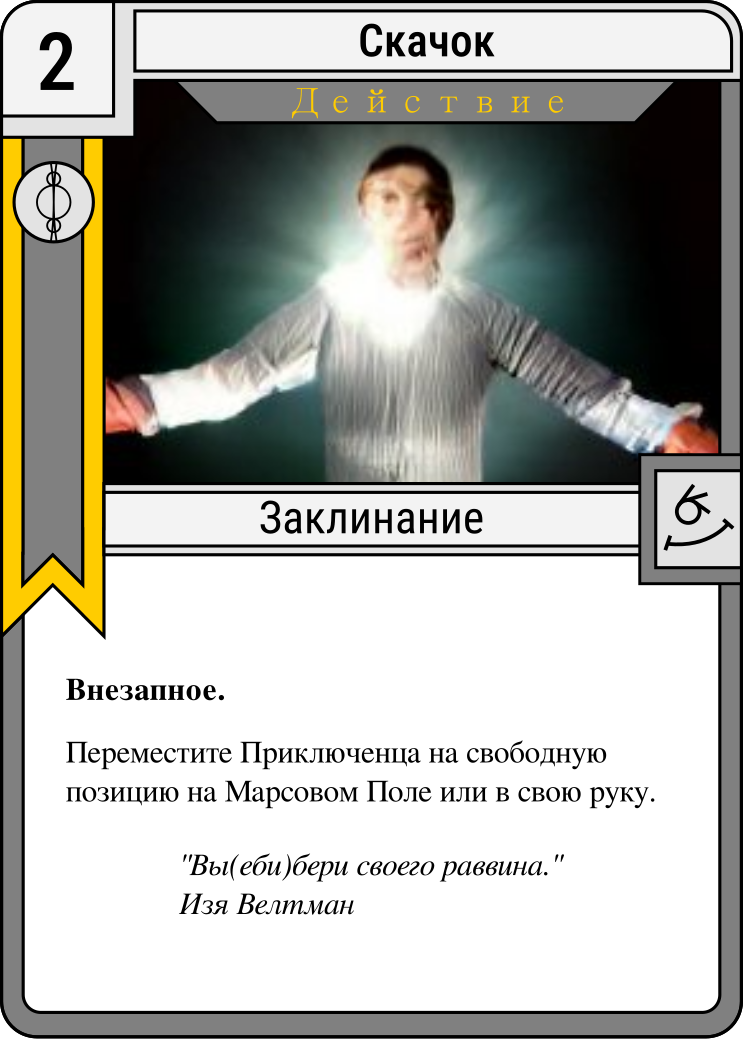 2
Скачок
Действие
Заклинание
Внезапное.
Переместите Приключенца на свободную
позицию на Марсовом Поле или в свою руку.
"Вы(еби)бери своего раввина."
Изя Велтман